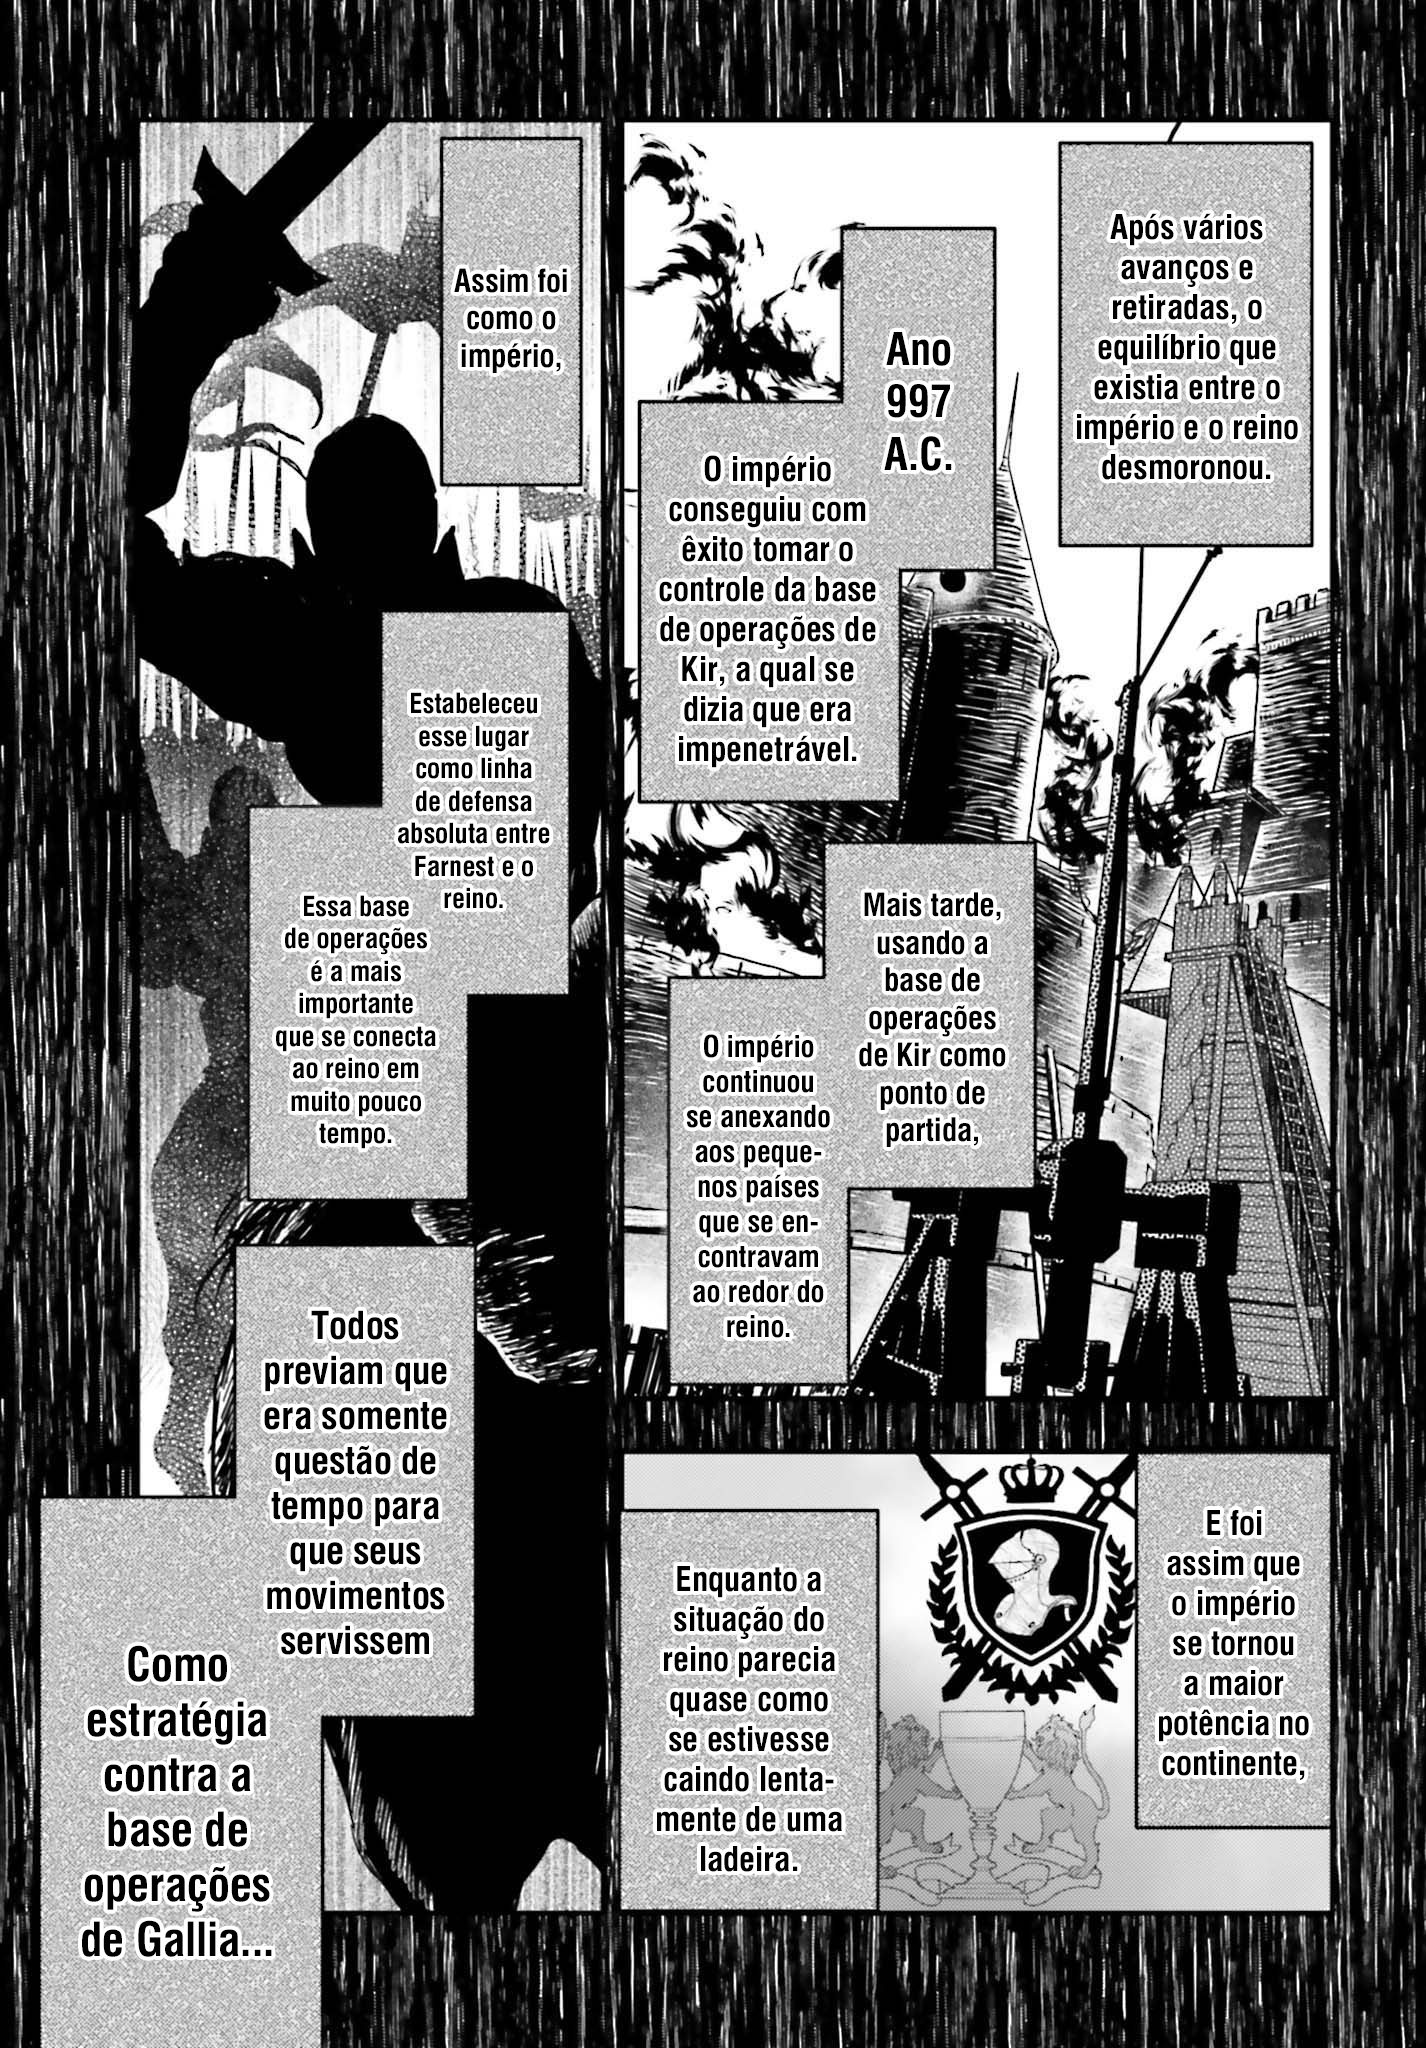 Após vários
avanços e
retiradas, o
equilíbrio que
existia entre o
império e o reino
desmoronou.
Ano
997
A.C.
O império
conseguiu com
êxito tomar o
controle da base
de operações de
Kir, a qual se
dizia que era
impenetrável.
Mais tarde,
usando a
base de
operações
de Kir como
ponto de
partida,
O império
continuou
se anexando
aos peque-
nos países
que se en-
contravam
ao redor do
reino.
E foi
assim que
o império
se tornou
a maior
potência no
continente,
Enquanto a
situação do
reino parecia
quase como
se estivesse
caindo lenta-
mente de uma
ladeira.
Assim foi
como o
império,
Estabeleceu
esse lugar
como linha
de defensa
absoluta entre
Farnest e o
reino.
Essa base
de operações
é a mais
importante
que se conecta
ao reino em
muito pouco
tempo.
Todos
previam que
era somente
questão de
tempo para
que seus
movimentos
servissem
Como
estratégia
contra a
base de
operações
de Gallia...